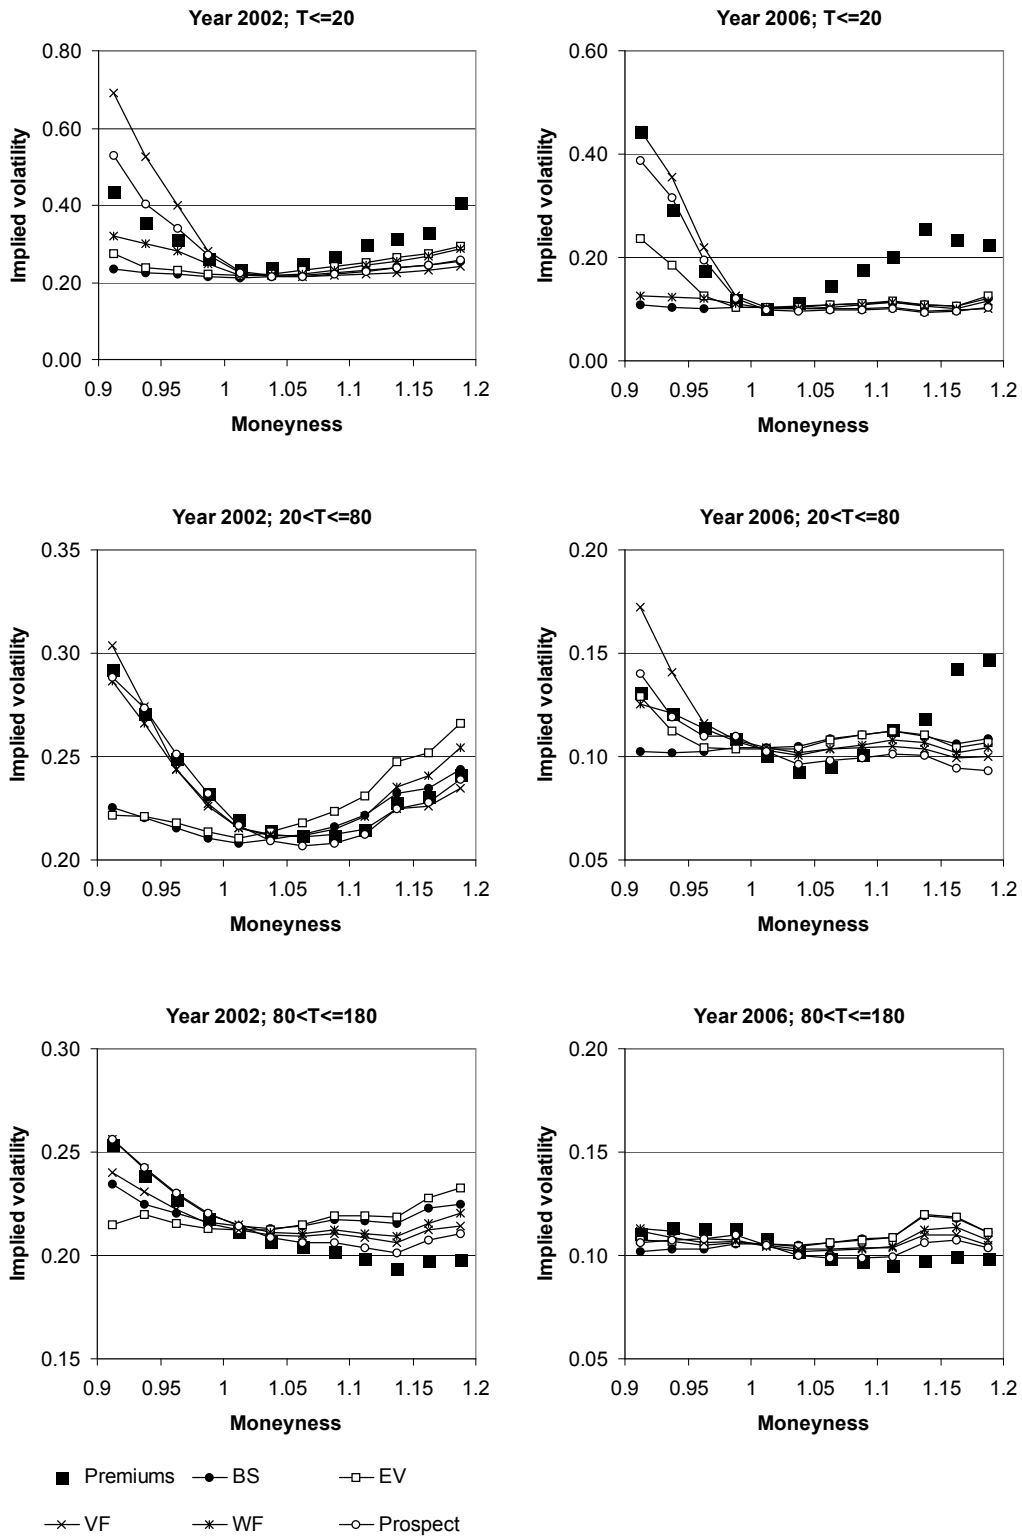 Year 2002; T<=20
Implied volatility
0.80
0.60
0.40
0.20
0.00
0.9 0.95 1 1.05 1.1 1.15 1.2
Moneyness
Year 2006; T<=20
Implied volatility
0.60
0.40
0.20
0.00
0.9 0.95 1 1.05 1.1 1.15 1.2
Moneyness
Year 2002; 20<T<=80
Implied volatility
0.35
0.30
0.25
0.20
0.9 0.95 1 1.05 1.1 1.15 1.2
Moneyness
Year 2006; 20<T<=80
Implied volatility
0.20
0.15
0.10
0.05
0.9 0.95 1 1.05 1.1 1.15 1.2
Moneyness
Year 2002; 80<T<=180
Implied volatility
0.30
0.25
0.20
0.15
0.9 0.95 1 1.05 1.1 1.15 1.2
Moneyness
Year 2006; 80<T<=180
Implied volatility
0.20
0.15
0.10
0.05
0.9 0.95 1 1.05 1.1 1.15 1.2
Moneyness
Premiums BS EV
VF WF Prospect